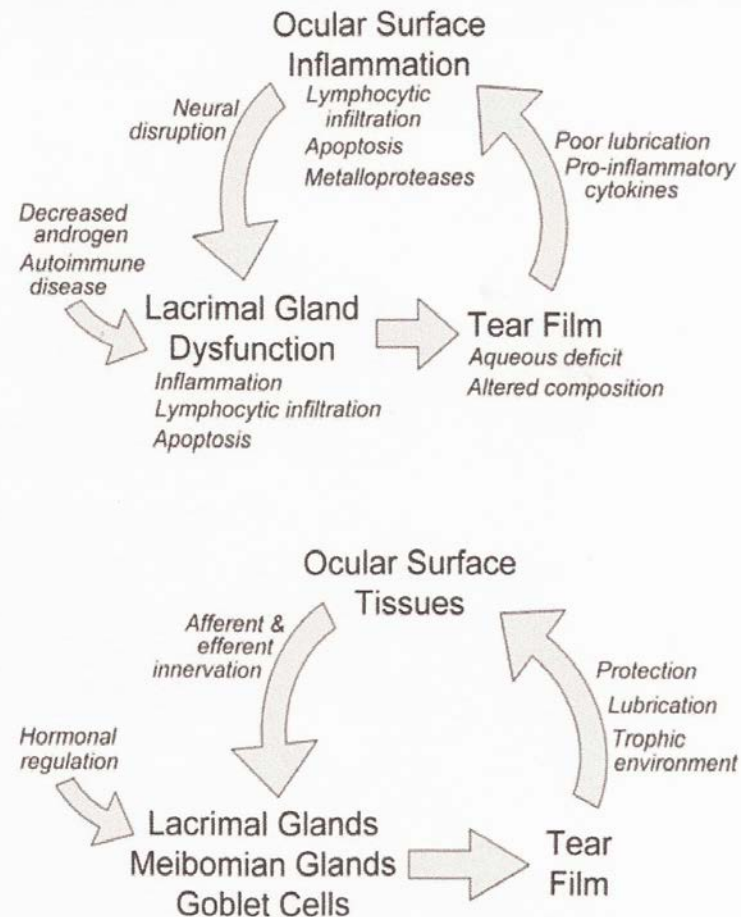 Ocular Surface
Inflammation
Neural
disruption
Lymphocytic
infiltration
Apoptosis
Metalloproteases
Poor lubrication
Pro-inflammatory
cytokines
Decreased
androgen
Autoimmune
disease
Lacrimal Gland
Dysfunction
Inflammation
Lymphocytic infiltration
Apoptosis
Tear Film
Aqueous deficit
Altered composition
Ocular Surface
Tissues
Afferent &
efferent
innervation
Protection
Lubrication
Trophic
environment
Hormonal
regulation
Lacrimal Glands
Meibomian Glands
Goblet Cells
Tear
Film